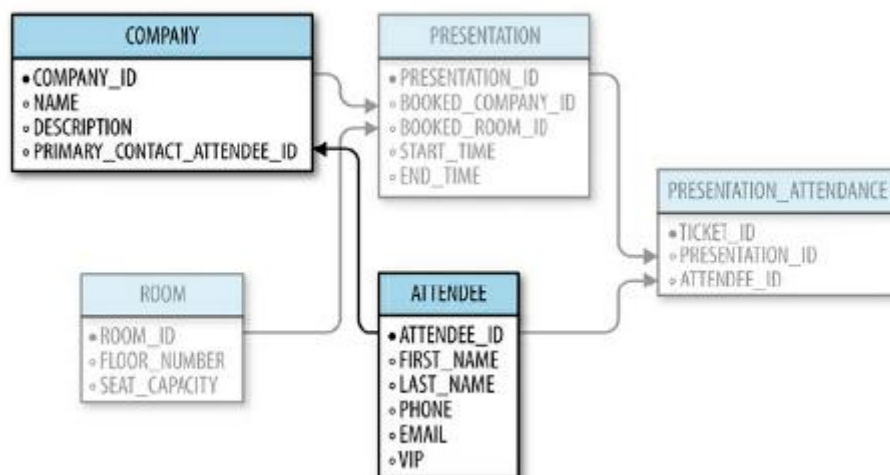 COMPANY
COMPANY_ID
NAME
DESCRIPTION
PRIMARY_CONTACT_ATTENDEE_ID
PRESENTATION
PRESENTATION_ID
BOOKED_COMPANY_ID
BOOKED_ROOM_ID
START_TIME
END_TIME
PRESENTATION_ATTENDANCE
TICKET_ID
PRESENTATION_ID
ATTENDEE_ID
ROOM
ROOM_ID
FLOOR_NUMBER
SEAT_CAPACITY
ATTENDEE
ATTENDEE_ID
FIRST_NAME
LAST_NAME
PHONE
EMAIL
VIP